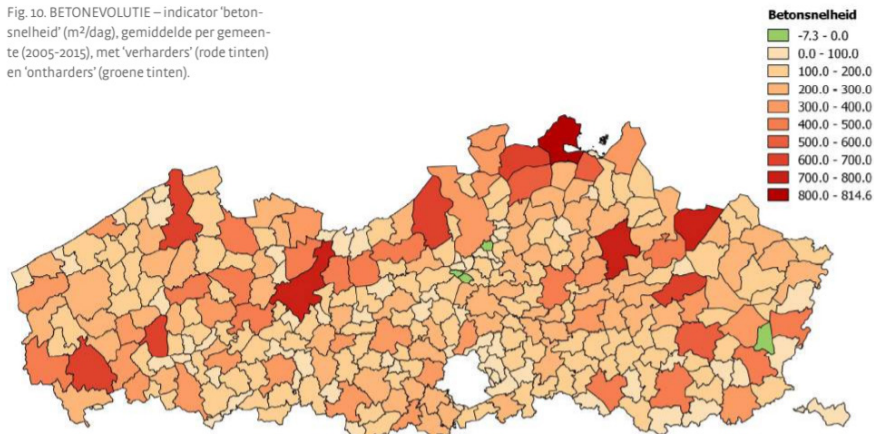 Fig. 10. BETONEVOLUTIE – indicator ‘beton-
snelheid’ (m²/dag), gemiddelde per gemeen-
te (2005-2015), met ‘verharders’ (rode tinten)
en ‘ontharders’ (groene tinten).
Betonsnelheid
-7.3 - 0.0
0.0 - 100.0
100.0 - 200.0
200.0 - 300.0
300.0 - 400.0
400.0 - 500.0
500.0 - 600.0
600.0 - 700.0
700.0 - 800.0
800.0 - 814.6